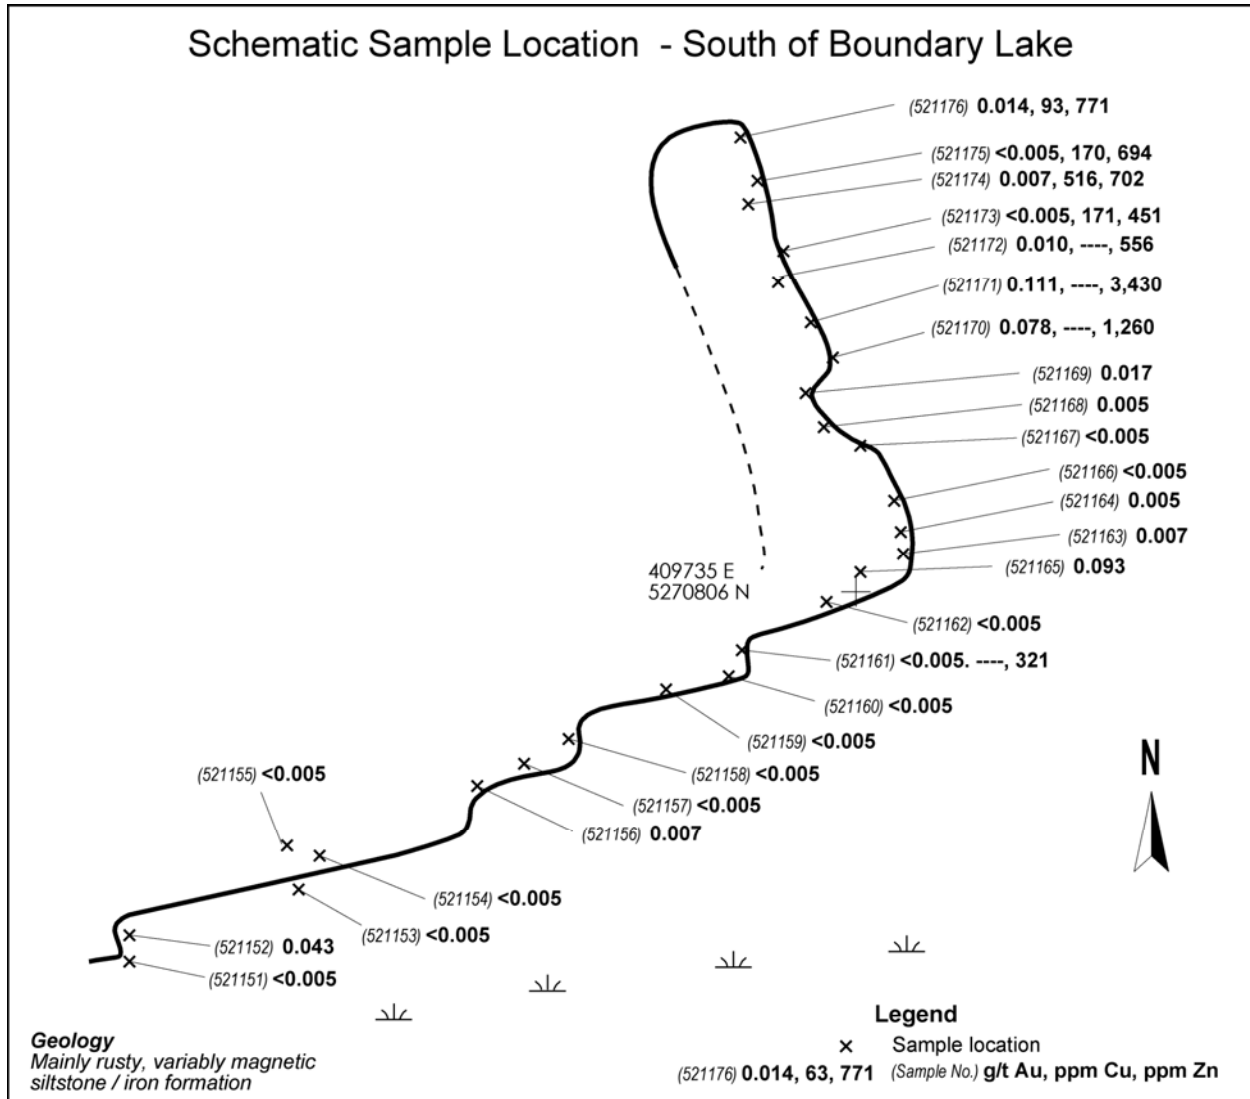 Schematic Sample Location - South of Boundary Lake
(521176) 0.014, 93, 771
(521175) <0.005, 170, 694
(521174) 0.007, 516, 702
(521173) <0.005, 171, 451
(521172) 0.010, ----, 556
(521171) 0.111, ----, 3,430
(521170) 0.078, ----, 1,260
(521169) 0.017
(521168) 0.005
(521167) <0.005
(521166) <0.005
(521164) 0.005
(521163) 0.007
(521165) 0.093
409735 E
5270806 N
(521162) <0.005
(521161) <0.005. ----, 321
(521160) <0.005
(521159) <0.005
(521158) <0.005
(521155) <0.005
(521157) <0.005
(521156) 0.007
(521154) <0.005
(521153) <0.005
(521152) 0.043
(521151) <0.005
N
Geology
Mainly rusty, variably magnetic
siltstone / iron formation
Legend
Sample location
(521176) 0.014, 63, 771 (Sample No.) g/t Au, ppm Cu, ppm Zn